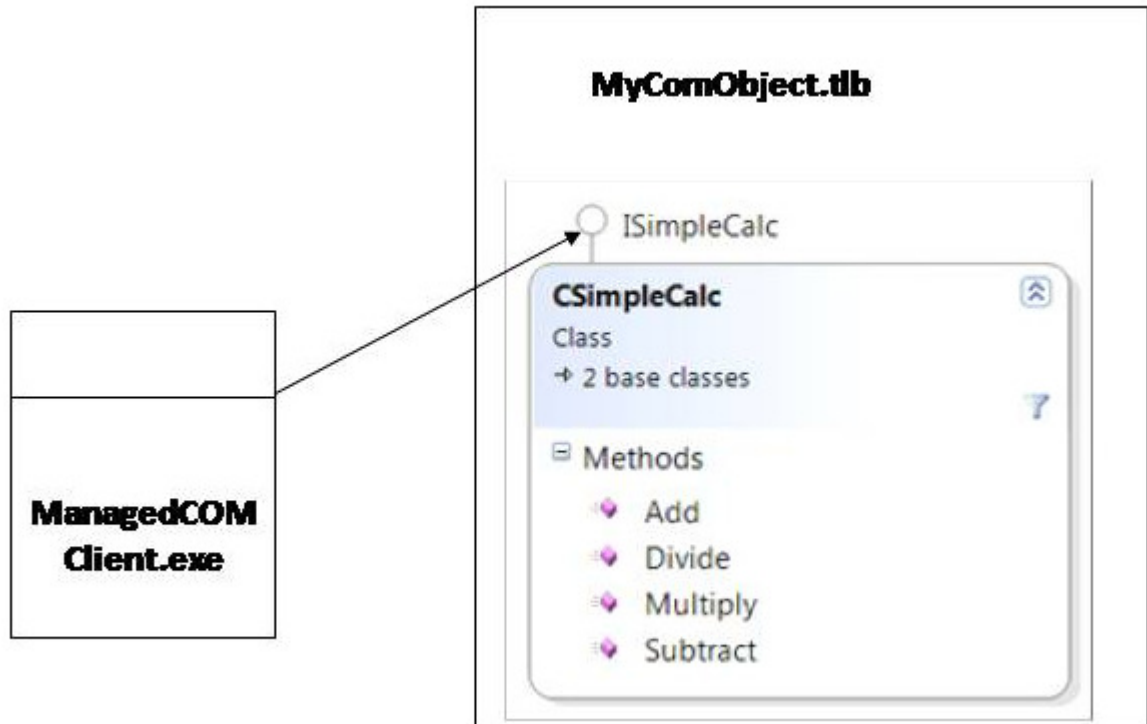 MyComObject.tlb
ISimpleCalc
CSimpleCalc
Class
2 base classes
Methods
Add
Divide
Multiply
Subtract
ManagedCOM
Client.exe